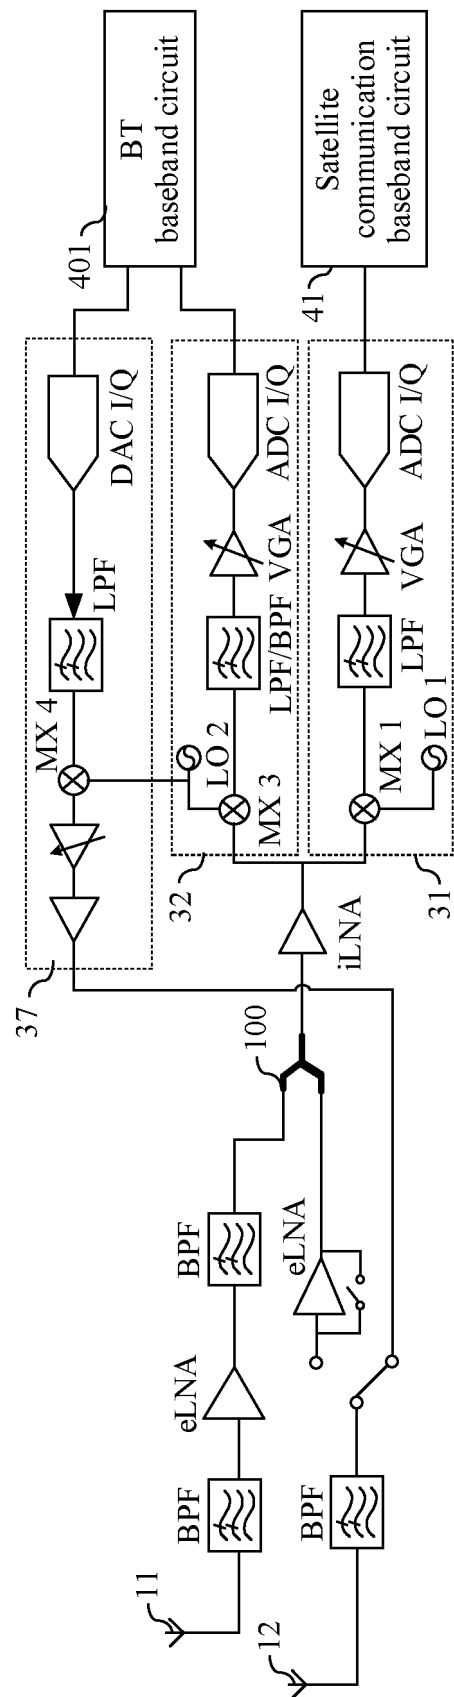 11
BPF
eLNA
BPF
12
BPF
eLNA
100
iLNA
37
MX 4
LPF
DAC I/Q
32
MX 3
LO 2
LPF/BPF
VGA
ADC I/Q
401
BT
baseband circuit
31
MX 1
LO 1
LPF
VGA
ADC I/Q
41
Satellite
communication
baseband circuit